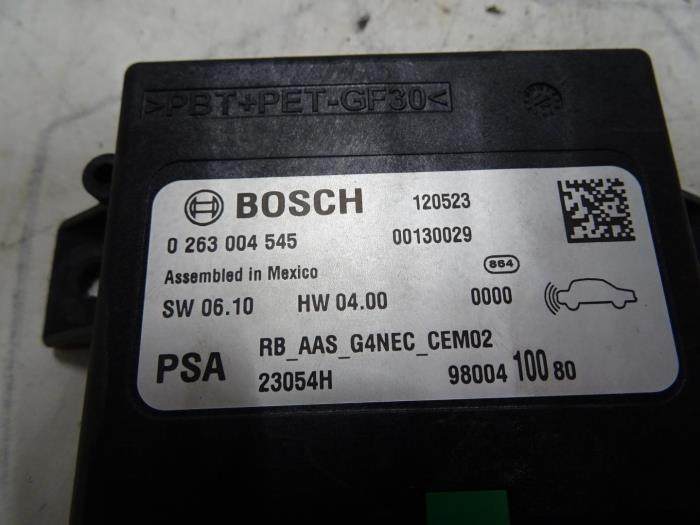 >PBT+PET-GF30<
BOSCH 120523
0 263 004 545 00130029
Assembled in Mexico 864
SW 06.10 HW 04.00 0000
PSA RB_AAS_G4NEC_CEM02
23054H 98004 100 80